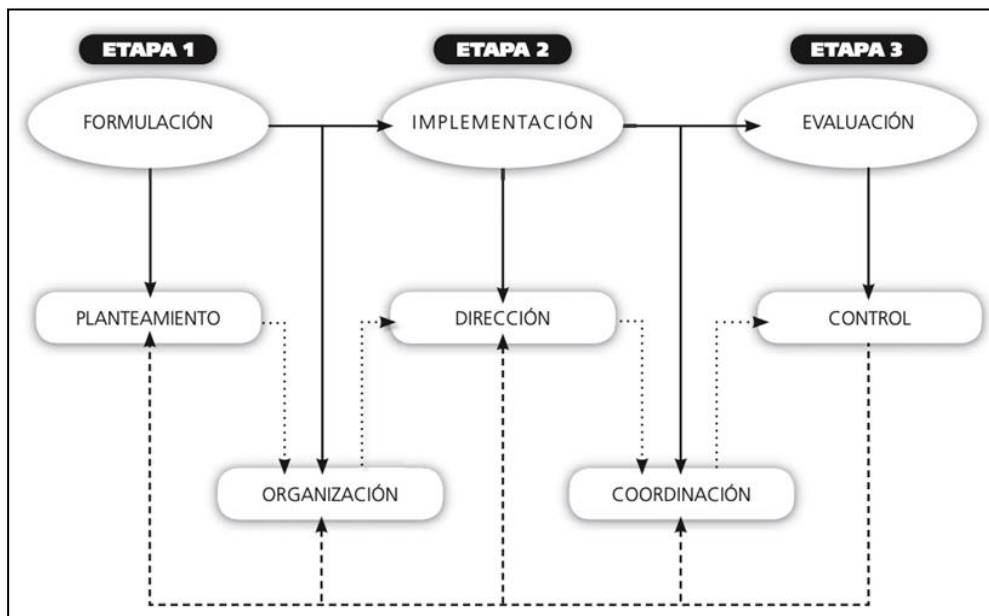 ETAPA 1
ETAPA 2
ETAPA 3
FORMULACIÓN
IMPLEMENTACIÓN
EVALUACIÓN
PLANTEAMIENTO
DIRECCIÓN
CONTROL
ORGANIZACIÓN
COORDINACIÓN